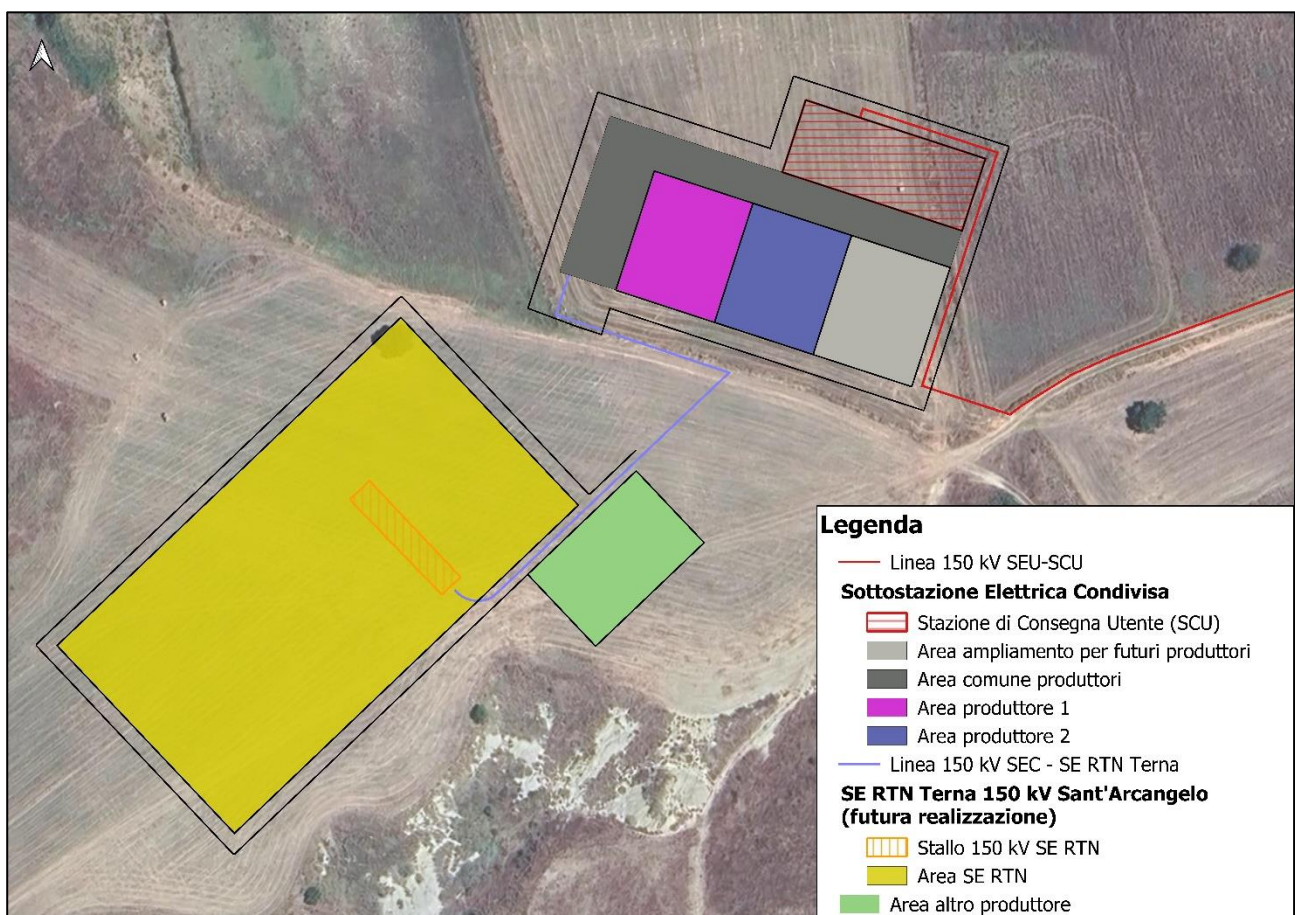 Legenda
Linea 150 kV SEU-SCU
Sottostazione Elettrica Condivisa
Stazione di Consegna Utente (SCU)
Area ampliamento per futuri produttori
Area comune produttori
Area produttore 1
Area produttore 2
Linea 150 kV SEC - SE RTN Terna
SE RTN Terna 150 kV Sant'Arcangelo
(futura realizzazione)
Stallo 150 kV SE RTN
Area SE RTN
Area altro produttore